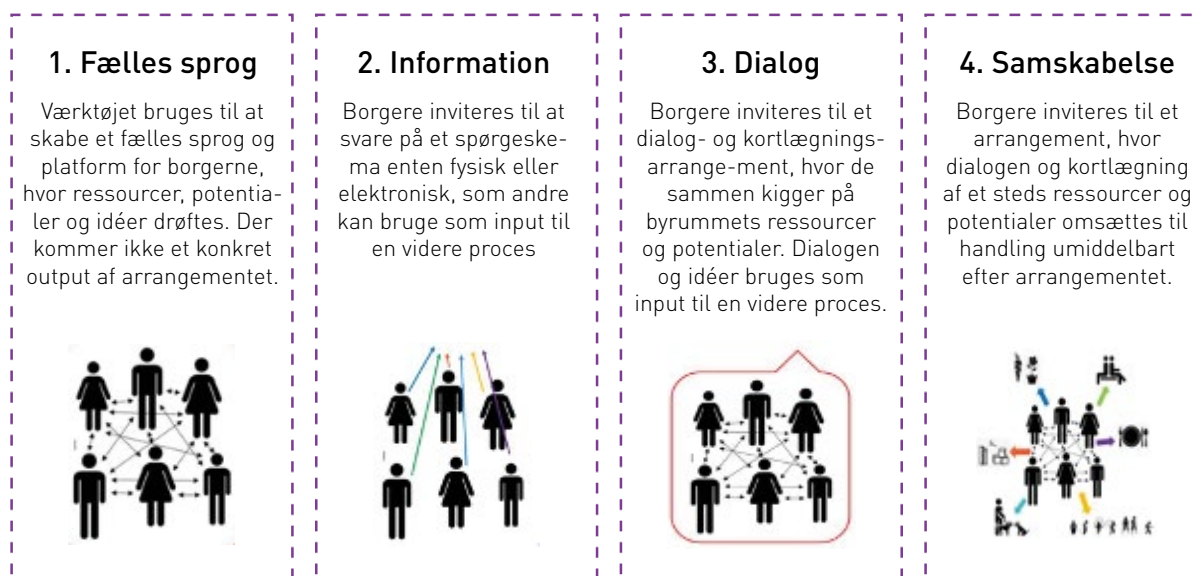 1. Fælles sprog
Værktøjet bruges til at
skabe et fælles sprog og
platform for borgerne,
hvor ressourcer, potentia-
ler og idéer drøftes. Der
kommer ikke et konkret
output af arrangementet.
2. Information
Borgere inviteres til at
svare på et spørgeske-
ma enten fysisk eller
elektronisk, som andre
kan bruge som input til
en videre proces
3. Dialog
Borgere inviteres til et
dialog- og kortlægnings-
arrange-ment, hvor de
sammen kigger på
byrummets ressourcer
og potentialer. Dialogen
og idéer bruges som
input til en videre proces.
4. Samskabelse
Borgere inviteres til et
arrangement, hvor
dialogen og kortlægning
af et steds ressourcer og
potentialer omsættes til
handling umiddelbart
efter arrangementet.